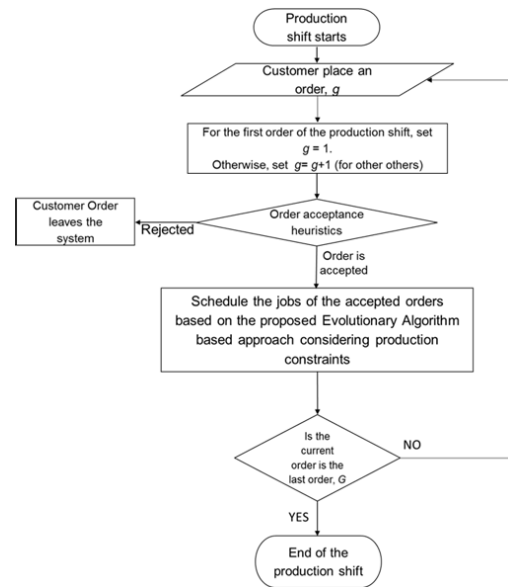 Production
shift starts
Customer place an
order, g
For the first order of the production shift, set
g = 1.
Otherwise, set g= g+1 (for other others)
Customer Order
leaves the
system
Rejected
Order acceptance
heuristics
Order is
accepted
Schedule the jobs of the accepted orders
based on the proposed Evolutionary Algorithm
based approach considering production
constraints
Is the
current
order is the
last order, G
NO
YES
End of the
production shift